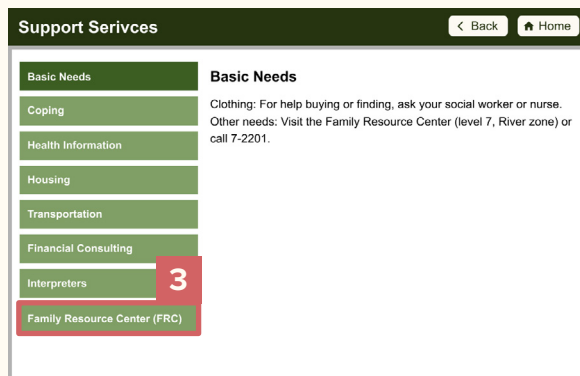 Support Serivces
Back
Home
Basic Needs
Coping
Health Information
Housing
Transportation
Financial Consulting
Interpreters
3
Family Resource Center (FRC)
Basic Needs
Clothing: For help buying or finding, ask your social worker or nurse.
Other needs: Visit the Family Resource Center (level 7, River zone) or
call 7-2201.